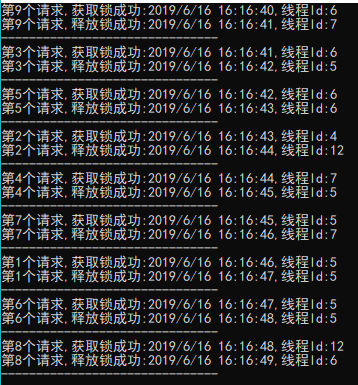 第9个请求,获取锁成功:2019/6/16 16:16:40,线程Id:6
第9个请求,释放锁成功:2019/6/16 16:16:41,线程Id:7
------------------------------
第3个请求,获取锁成功:2019/6/16 16:16:41,线程Id:6
第3个请求,释放锁成功:2019/6/16 16:16:42,线程Id:5
------------------------------
第5个请求,获取锁成功:2019/6/16 16:16:42,线程Id:6
第5个请求,释放锁成功:2019/6/16 16:16:43,线程Id:6
------------------------------
第2个请求,获取锁成功:2019/6/16 16:16:43,线程Id:4
第2个请求,释放锁成功:2019/6/16 16:16:44,线程Id:12
------------------------------
第4个请求,获取锁成功:2019/6/16 16:16:44,线程Id:7
第4个请求,释放锁成功:2019/6/16 16:16:45,线程Id:5
------------------------------
第7个请求,获取锁成功:2019/6/16 16:16:45,线程Id:5
第7个请求,释放锁成功:2019/6/16 16:16:46,线程Id:7
------------------------------
第1个请求,获取锁成功:2019/6/16 16:16:46,线程Id:5
第1个请求,释放锁成功:2019/6/16 16:16:47,线程Id:5
------------------------------
第6个请求,获取锁成功:2019/6/16 16:16:47,线程Id:5
第6个请求,释放锁成功:2019/6/16 16:16:48,线程Id:5
------------------------------
第8个请求,获取锁成功:2019/6/16 16:16:48,线程Id:12
第8个请求,释放锁成功:2019/6/16 16:16:49,线程Id:6
------------------------------